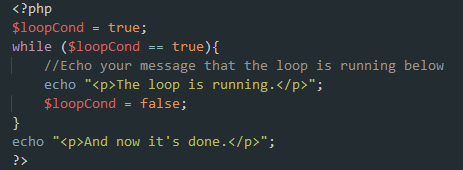 <?php
$loopCond = true;
while ($loopCond == true){
    //Echo your message that the loop is running below
    echo "<p>The loop is running.</p>";
    $loopCond = false;
}
echo "<p>And now it's done.</p>";
?>